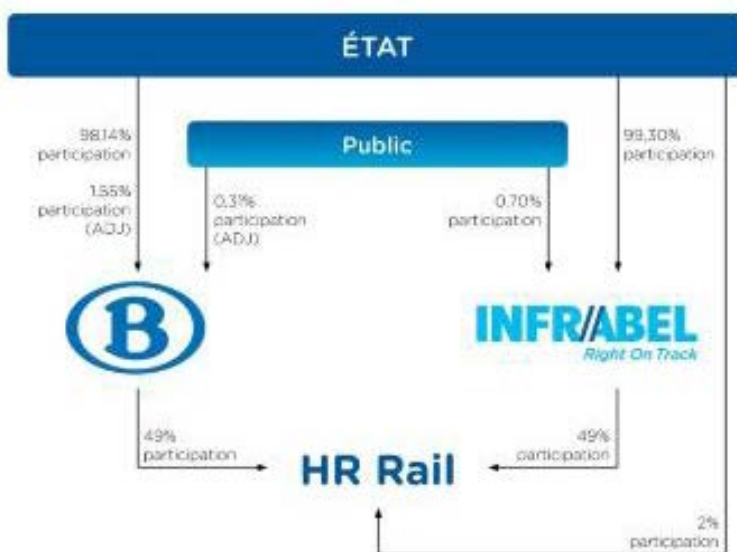 ÉTAT
98,14%
participation
1,55%
participation
(ADJ)
Public
99,30%
participation
0,31%
participation
(ADJ)
0,70%
participation
B
INFRABEL
Right On Track
49%
participation
HR Rail
49%
participation
2%
participation